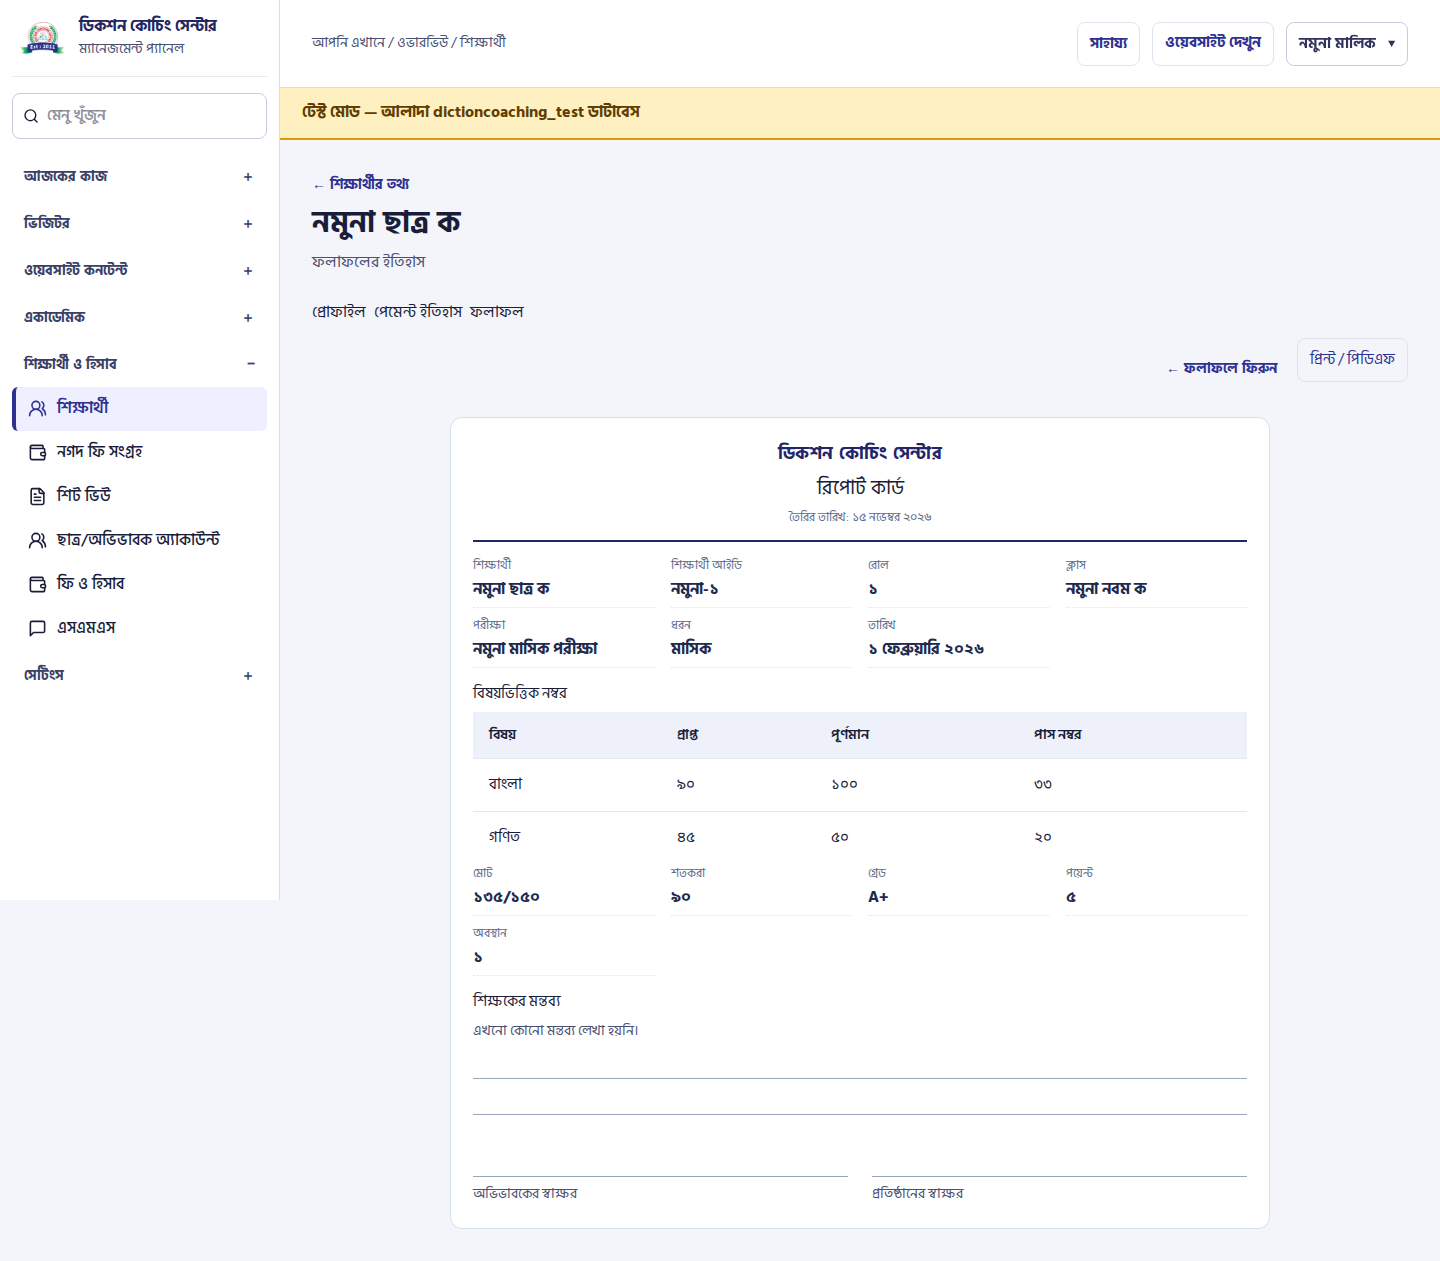 ডিকশন কোচিং সেন্টার
ম্যানেজমেন্ট প্যানেল
Est : 2011
মেনু খুঁজুন
আজকের কাজ +
ভিজিটর +
ওয়েবসাইট কনটেন্ট +
একাডেমিক +
শিক্ষার্থী ও হিসাব −
শিক্ষার্থী
নগদ ফি সংগ্রহ
শিট ভিউ
ছাত্র/অভিভাবক অ্যাকাউন্ট
ফি ও হিসাব
এসএমএস
সেটিংস +
আপনি এখানে / ওভারভিউ / শিক্ষার্থী
সাহায্য
ওয়েবসাইট দেখুন
নমুনা মালিক ▾
টেস্ট মোড — আলাদা dictioncoaching_test ডাটাবেস
← শিক্ষার্থীর তথ্য
নমুনা ছাত্র ক
ফলাফলের ইতিহাস
প্রোফাইল পেমেন্ট ইতিহাস ফলাফল
← ফলাফলে ফিরুন
প্রিন্ট / পিডিএফ
ডিকশন কোচিং সেন্টার
রিপোর্ট কার্ড
তৈরির তারিখ: ১৫ নভেম্বর ২০২৬
শিক্ষার্থী শিক্ষার্থী আইডি রোল ক্লাস
নমুনা ছাত্র ক নমুনা-১ ১ নমুনা নবম ক
পরীক্ষা ধরন তারিখ
নমুনা মাসিক পরীক্ষা মাসিক ১ ফেব্রুয়ারি ২০২৬
বিষয়ভিত্তিক নম্বর
বিষয় প্রাপ্ত পূর্ণমান পাস নম্বর
বাংলা ৯০ ১০০ ৩৩
গণিত ৪৫ ৫০ ২০
মোট শতকরা গ্রেড পয়েন্ট
১৩৫/১৫০ ৯০ A+ ৫
অবস্থান
১
শিক্ষকের মন্তব্য
এখনো কোনো মন্তব্য লেখা হয়নি।
অভিভাবকের স্বাক্ষর প্রতিষ্ঠানের স্বাক্ষর